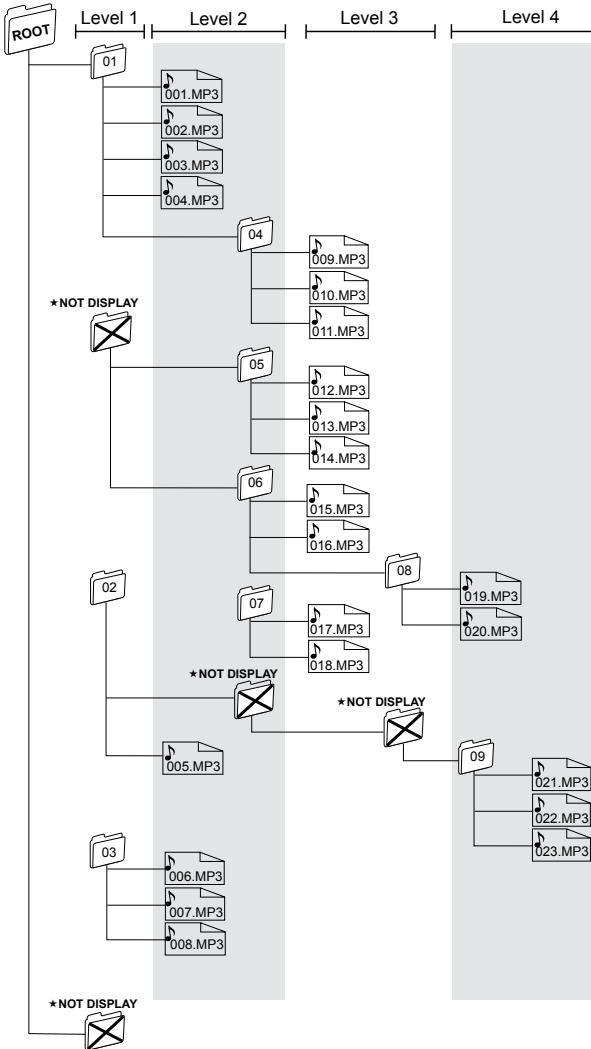 ROOT
Level 1
Level 2
Level 3
Level 4
01
001.MP3
002.MP3
003.MP3
004.MP3
04
009.MP3
010.MP3
011.MP3
★NOT DISPLAY
05
012.MP3
013.MP3
014.MP3
06
015.MP3
016.MP3
08
019.MP3
020.MP3
02
07
017.MP3
018.MP3
★NOT DISPLAY
★NOT DISPLAY
09
005.MP3
021.MP3
022.MP3
023.MP3
03
006.MP3
007.MP3
008.MP3
★NOT DISPLAY